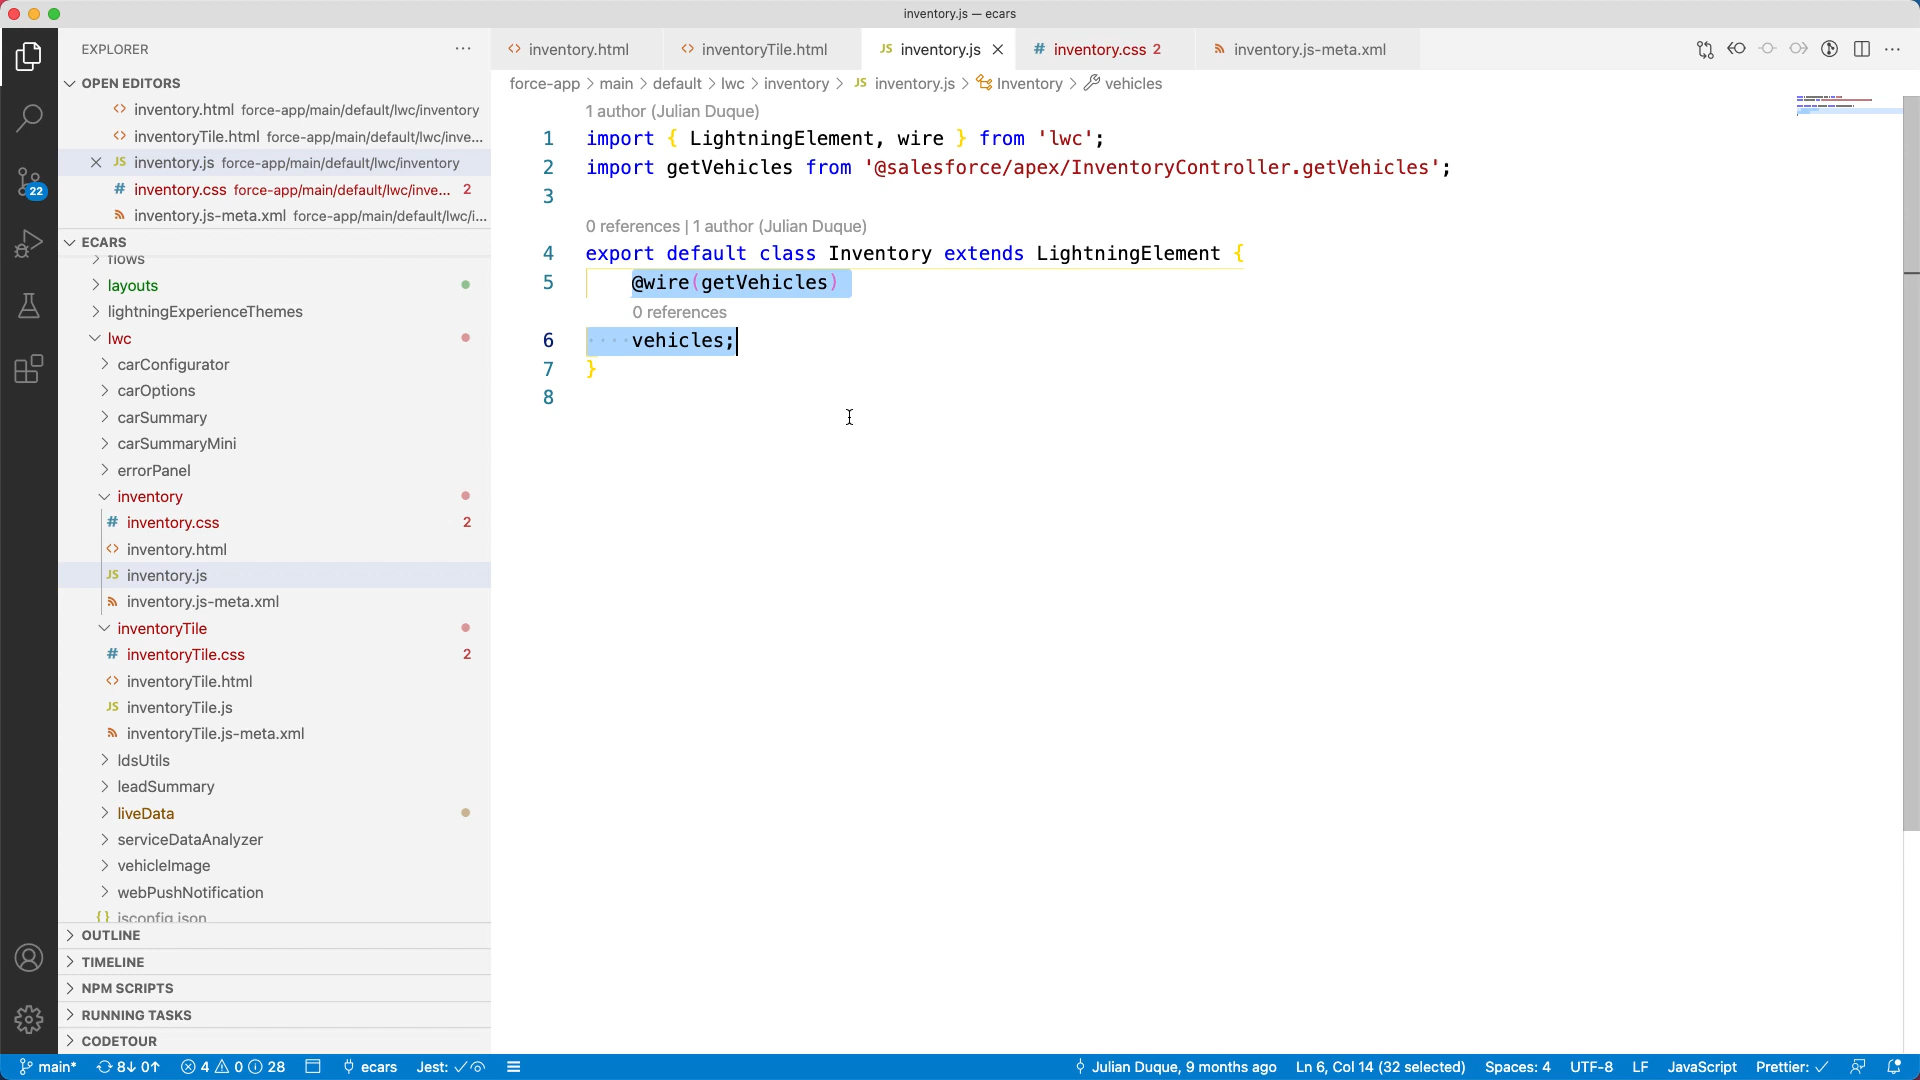 inventory.js — ecars
EXPLORER
OPEN EDITORS
inventory.html force-app/main/default/lwc/inventory
inventoryTile.html force-app/main/default/lwc/inve...
JS inventory.js force-app/main/default/lwc/inventory
# inventory.css force-app/main/default/lwc/inve... 2
inventory.js-meta.xml force-app/main/default/lwc/i...
ECARS
flows
layouts
lightningExperienceThemes
lwc
carConfigurator
carOptions
carSummary
carSummaryMini
errorPanel
inventory
# inventory.css 2
<> inventory.html
JS inventory.js
inventory.js-meta.xml
inventoryTile
# inventoryTile.css 2
<> inventoryTile.html
JS inventoryTile.js
inventoryTile.js-meta.xml
ldsUtils
leadSummary
liveData
serviceDataAnalyzer
vehicleImage
webPushNotification
{} jsconfig.json
OUTLINE
TIMELINE
NPM SCRIPTS
RUNNING TASKS
CODETOUR
22
<> inventory.html <> inventoryTile.html JS inventory.js # inventory.css 2 inventory.js-meta.xml
force-app > main > default > lwc > inventory > JS inventory.js > Inventory > vehicles
1 author (Julian Duque)
1 import { LightningElement, wire } from 'lwc';
2 import getVehicles from '@salesforce/apex/InventoryController.getVehicles';
3
0 references | 1 author (Julian Duque)
4 export default class Inventory extends LightningElement {
5 @wire(getVehicles)
0 references
6 ····vehicles;
7 }
8
main* 8↓ 0↑ 4 0 28 ecars Jest: ✓ Julian Duque, 9 months ago Ln 6, Col 14 (32 selected) Spaces: 4 UTF-8 LF JavaScript Prettier: ✓